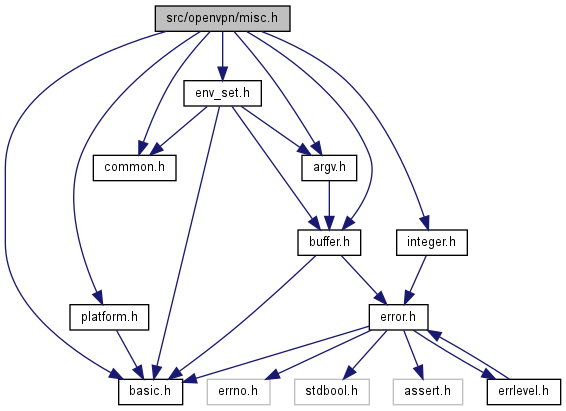 src/openvpn/misc.h
env_set.h
common.h
argv.h
buffer.h
integer.h
platform.h
error.h
basic.h
errno.h
stdbool.h
assert.h
errlevel.h